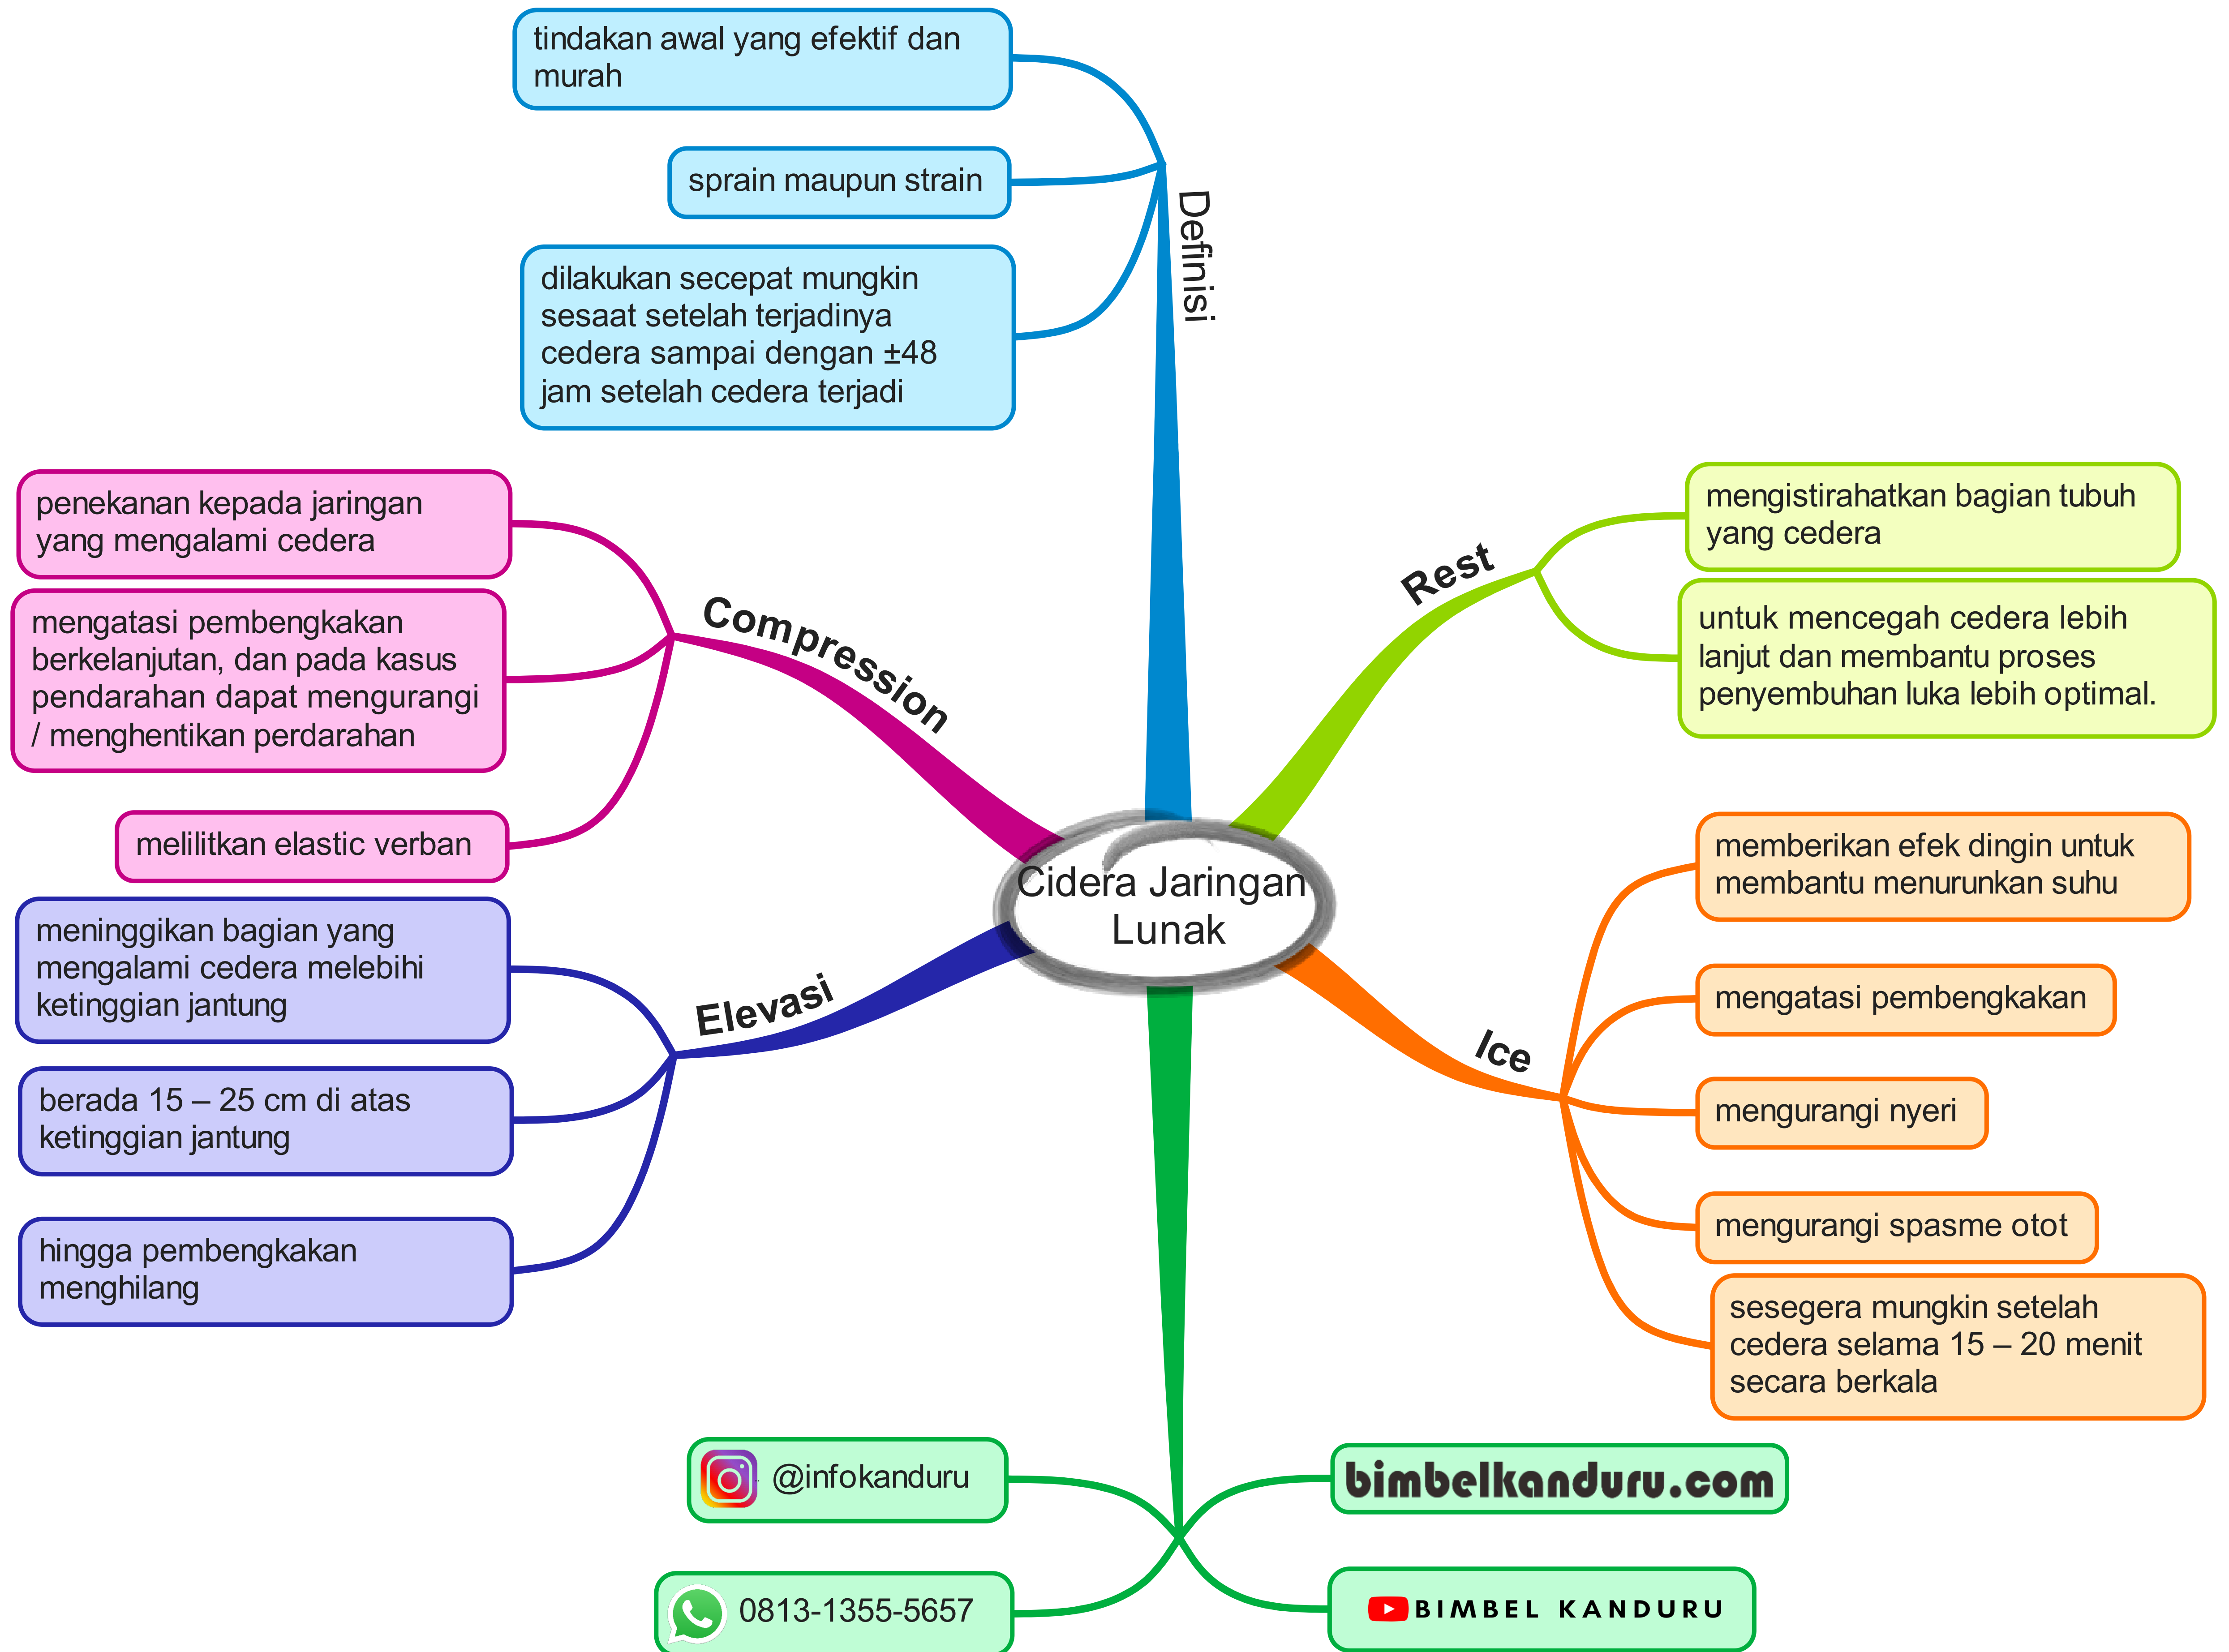 tindakan awal yang efektif dan
murah
sprain maupun strain
dilakukan secepat mungkin
sesaat setelah terjadinya
cedera sampai dengan ±48
jam setelah cedera terjadi
Definisi
penekanan kepada jaringan
yang mengalami cedera
mengatasi pembengkakan
berkelanjutan, dan pada kasus
pendarahan dapat mengurangi
/ menghentikan perdarahan
melilitkan elastic verban
Compression
Rest
mengistirahatkan bagian tubuh
yang cedera
untuk mencegah cedera lebih
lanjut dan membantu proses
penyembuhan luka lebih optimal.
Cidera Jaringan
Lunak
meninggikan bagian yang
mengalami cedera melebihi
ketinggian jantung
berada 15 – 25 cm di atas
ketinggian jantung
hingga pembengkakan
menghilang
Elevasi
Ice
memberikan efek dingin untuk
membantu menurunkan suhu
mengatasi pembengkakan
mengurangi nyeri
mengurangi spasme otot
sesegera mungkin setelah
cedera selama 15 – 20 menit
secara berkala
@infokanduru
bimbelkanduru.com
0813-1355-5657
BIMBEL KANDURU